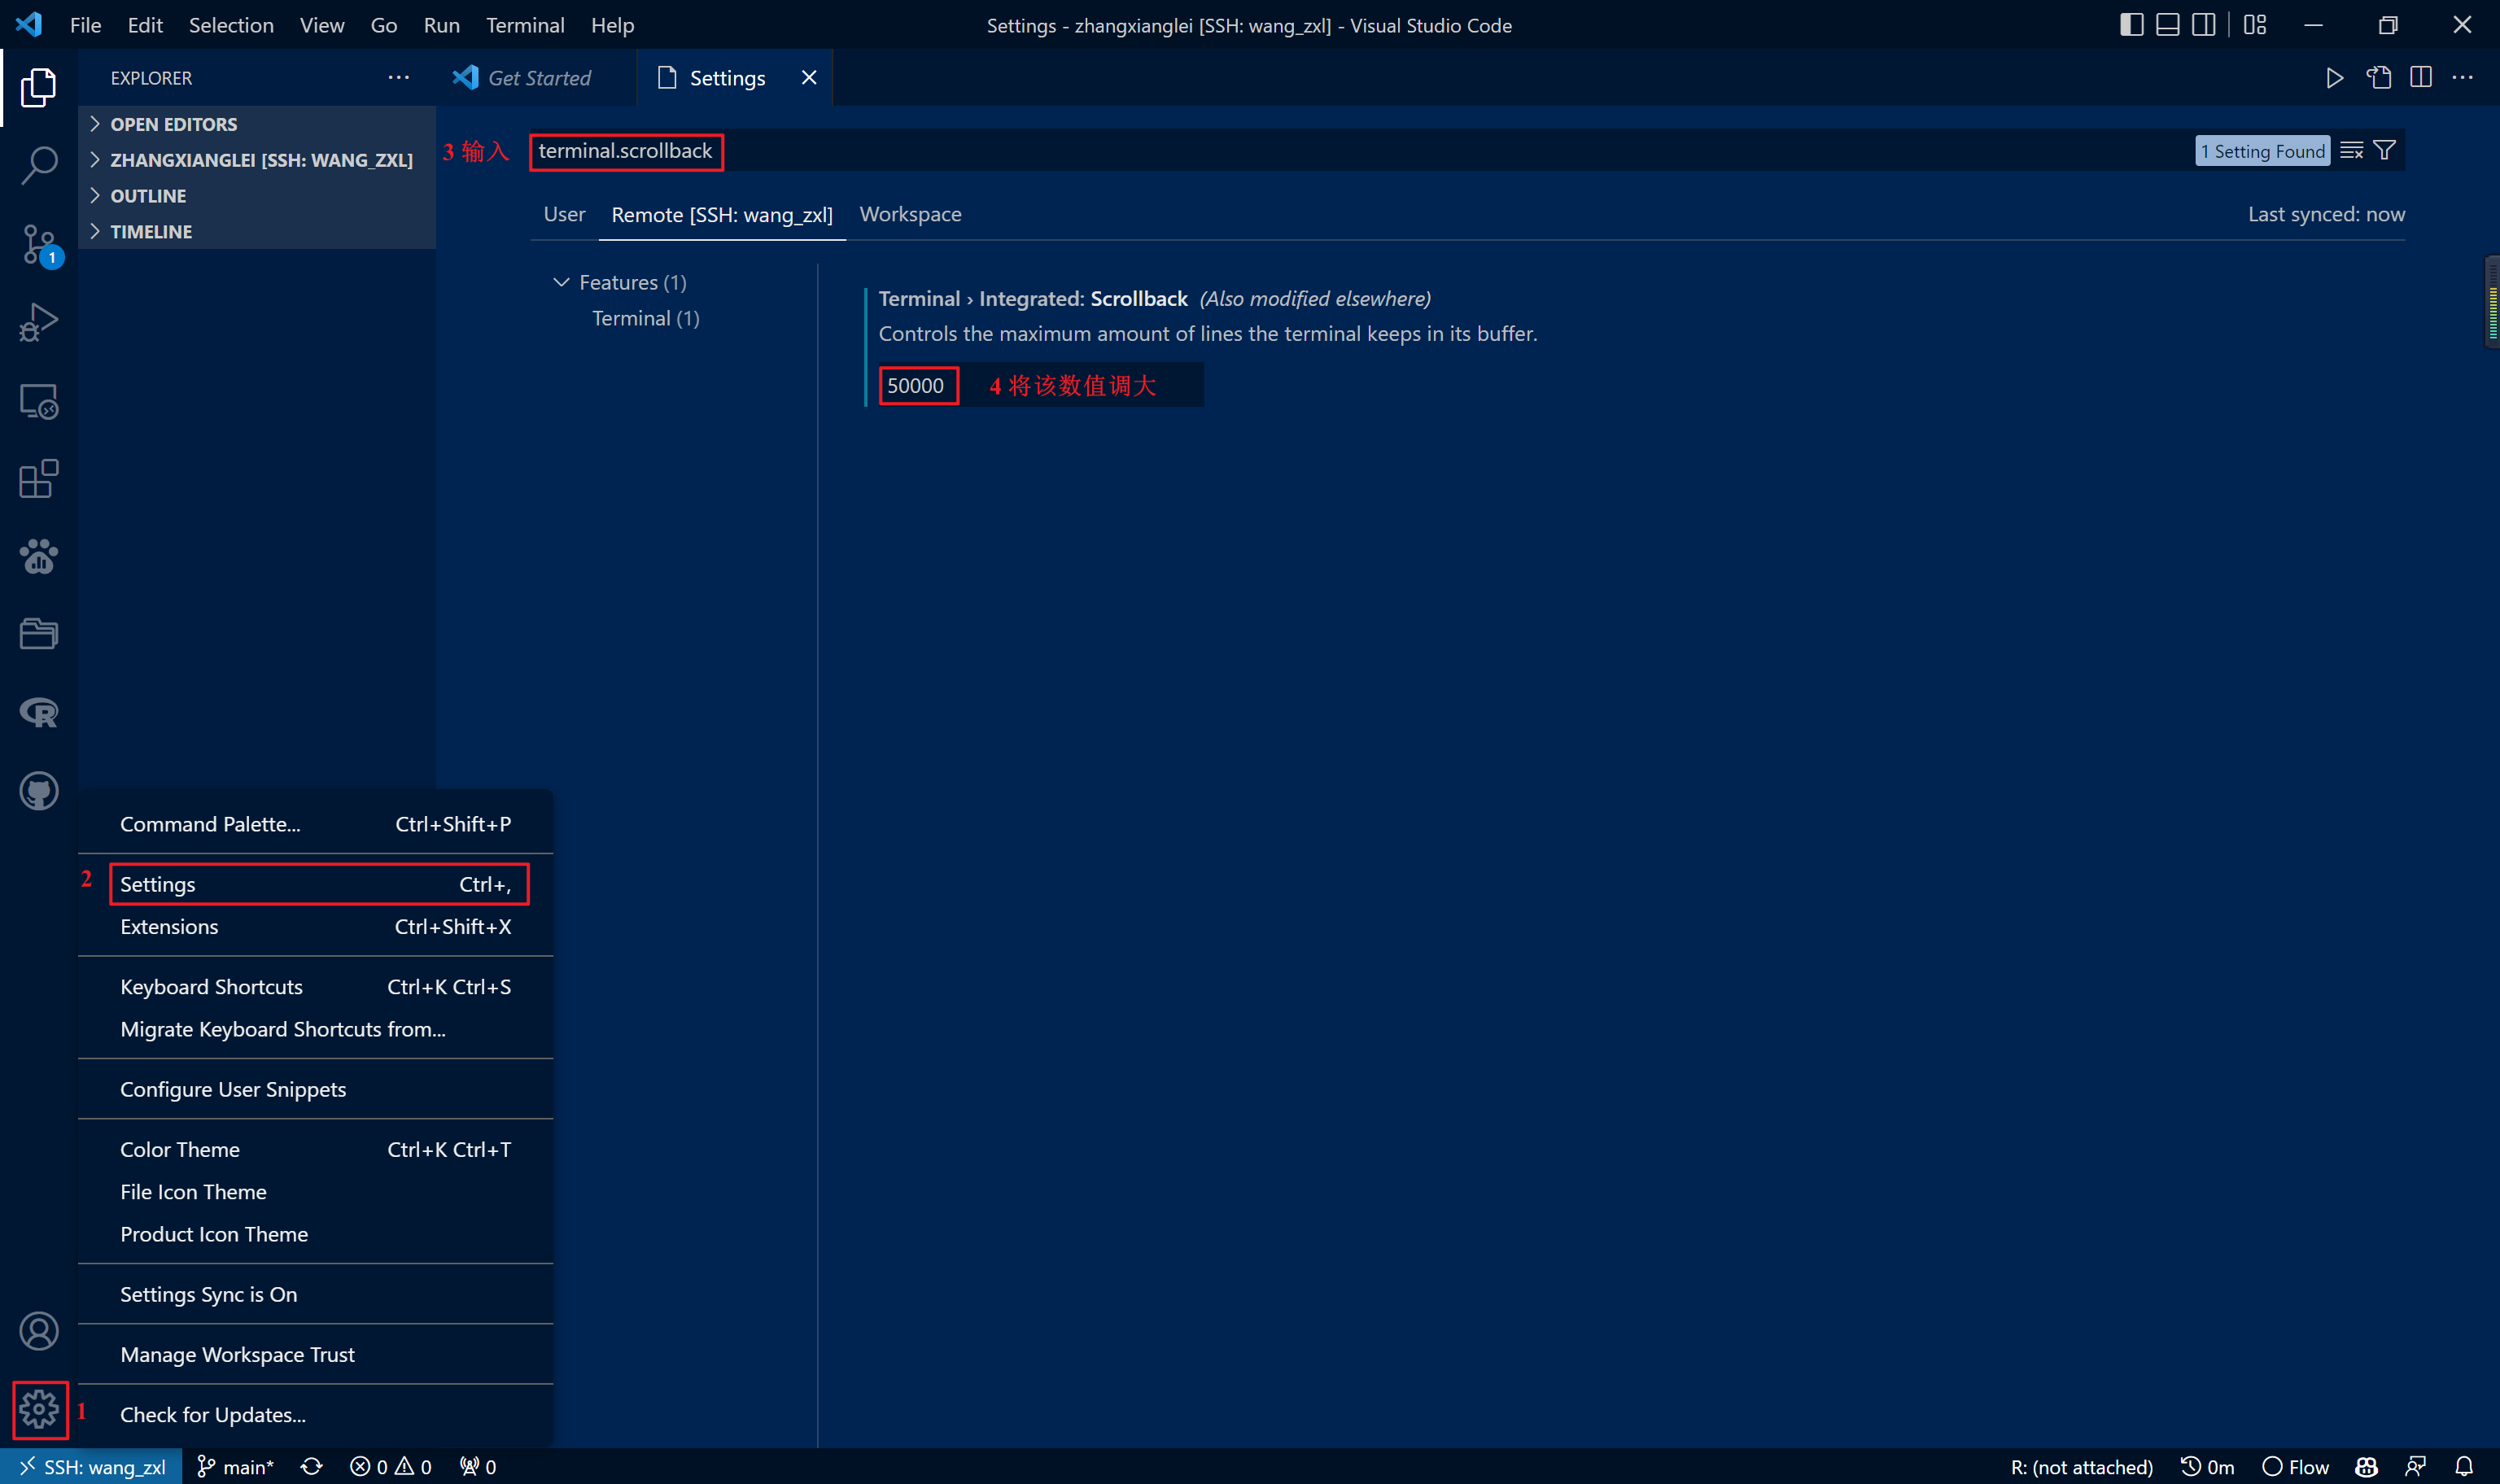 File Edit Selection View Go Run Terminal Help
Settings - zhangxianglei [SSH: wang_zxl] - Visual Studio Code
EXPLORER
Get Started
Settings
OPEN EDITORS
ZHANGXIANGLEI [SSH: WANG_ZXL]
OUTLINE
TIMELINE
1
3 输入
terminal.scrollback
1 Setting Found
User
Remote [SSH: wang_zxl]
Workspace
Last synced: now
Features (1)
Terminal (1)
Terminal › Integrated: Scrollback (Also modified elsewhere)
Controls the maximum amount of lines the terminal keeps in its buffer.
50000
4 将该数值调大
Command Palette... Ctrl+Shift+P
2
Settings Ctrl+,
Extensions Ctrl+Shift+X
Keyboard Shortcuts Ctrl+K Ctrl+S
Migrate Keyboard Shortcuts from...
Configure User Snippets
Color Theme Ctrl+K Ctrl+T
File Icon Theme
Product Icon Theme
Settings Sync is On
Manage Workspace Trust
1
Check for Updates...
SSH: wang_zxl main* 0 0 0 R: (not attached) 0m Flow